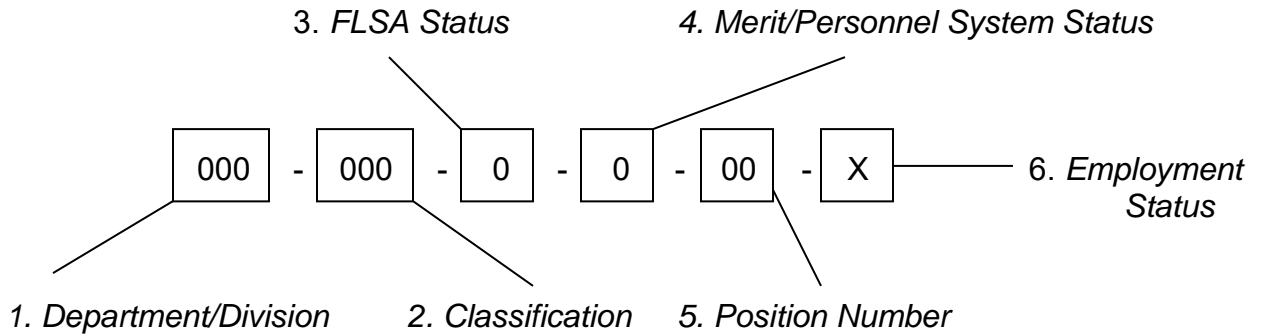 3. FLSA Status 4. Merit/Personnel System Status
000 - 000 - 0 - 0 - 00 - X 6. Employment
Status
1. Department/Division 2. Classification 5. Position Number